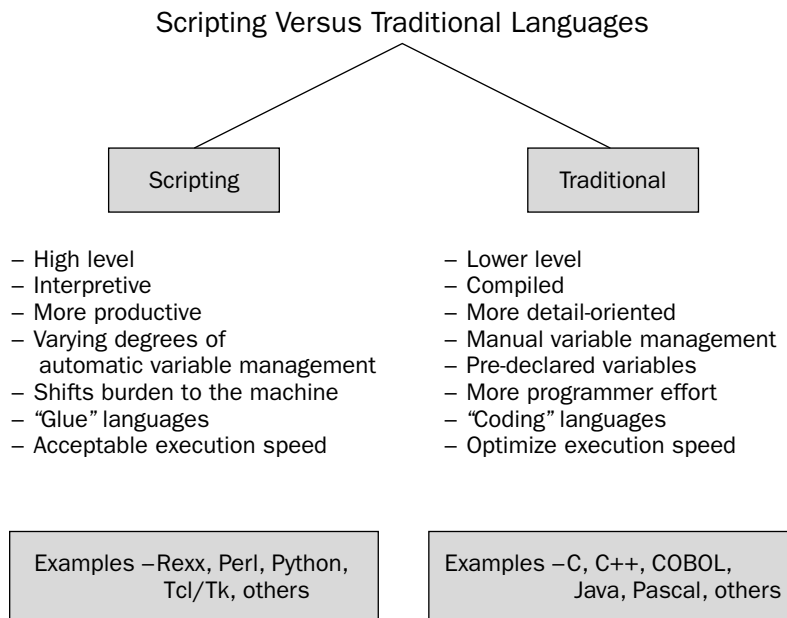 Scripting Versus Traditional Languages
Scripting
– High level
– Interpretive
– More productive
– Varying degrees of
automatic variable management
– Shifts burden to the machine
– “Glue” languages
– Acceptable execution speed
Examples –Rexx, Perl, Python,
Tcl/Tk, others
Traditional
– Lower level
– Compiled
– More detail-oriented
– Manual variable management
– Pre-declared variables
– More programmer effort
– “Coding” languages
– Optimize execution speed
Examples –C, C++, COBOL,
Java, Pascal, others